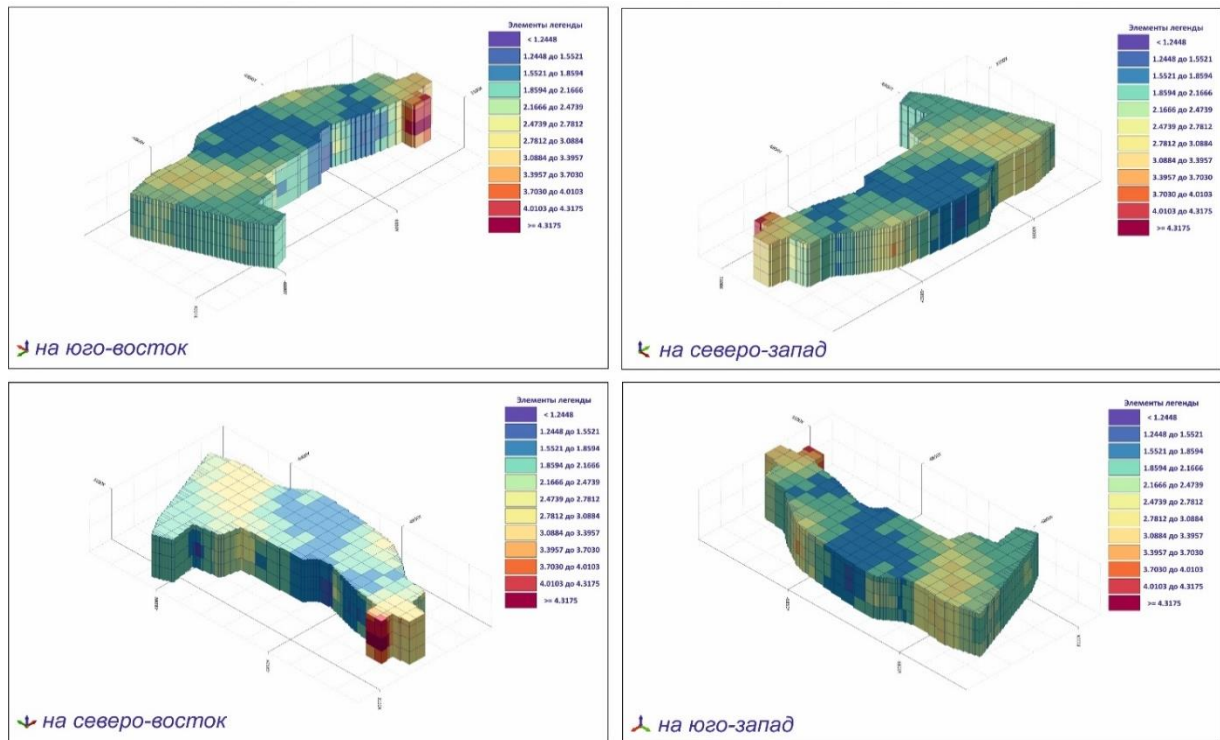 Элементы легенды
< 1.2448
1.2448 до 1.5521
1.5521 до 1.8594
1.8594 до 2.1666
2.1666 до 2.4739
2.4739 до 2.7812
2.7812 до 3.0884
3.0884 до 3.3957
3.3957 до 3.7030
3.7030 до 4.0103
4.0103 до 4.3175
>= 4.3175
на юго-восток
Элементы легенды
< 1.2448
1.2448 до 1.5521
1.5521 до 1.8594
1.8594 до 2.1666
2.1666 до 2.4739
2.4739 до 2.7812
2.7812 до 3.0884
3.0884 до 3.3957
3.3957 до 3.7030
3.7030 до 4.0103
4.0103 до 4.3175
>= 4.3175
на северо-запад
Элементы легенды
< 1.2448
1.2448 до 1.5521
1.5521 до 1.8594
1.8594 до 2.1666
2.1666 до 2.4739
2.4739 до 2.7812
2.7812 до 3.0884
3.0884 до 3.3957
3.3957 до 3.7030
3.7030 до 4.0103
4.0103 до 4.3175
>= 4.3175
на северо-восток
Элементы легенды
< 1.2448
1.2448 до 1.5521
1.5521 до 1.8594
1.8594 до 2.1666
2.1666 до 2.4739
2.4739 до 2.7812
2.7812 до 3.0884
3.0884 до 3.3957
3.3957 до 3.7030
3.7030 до 4.0103
4.0103 до 4.3175
>= 4.3175
на юго-запад